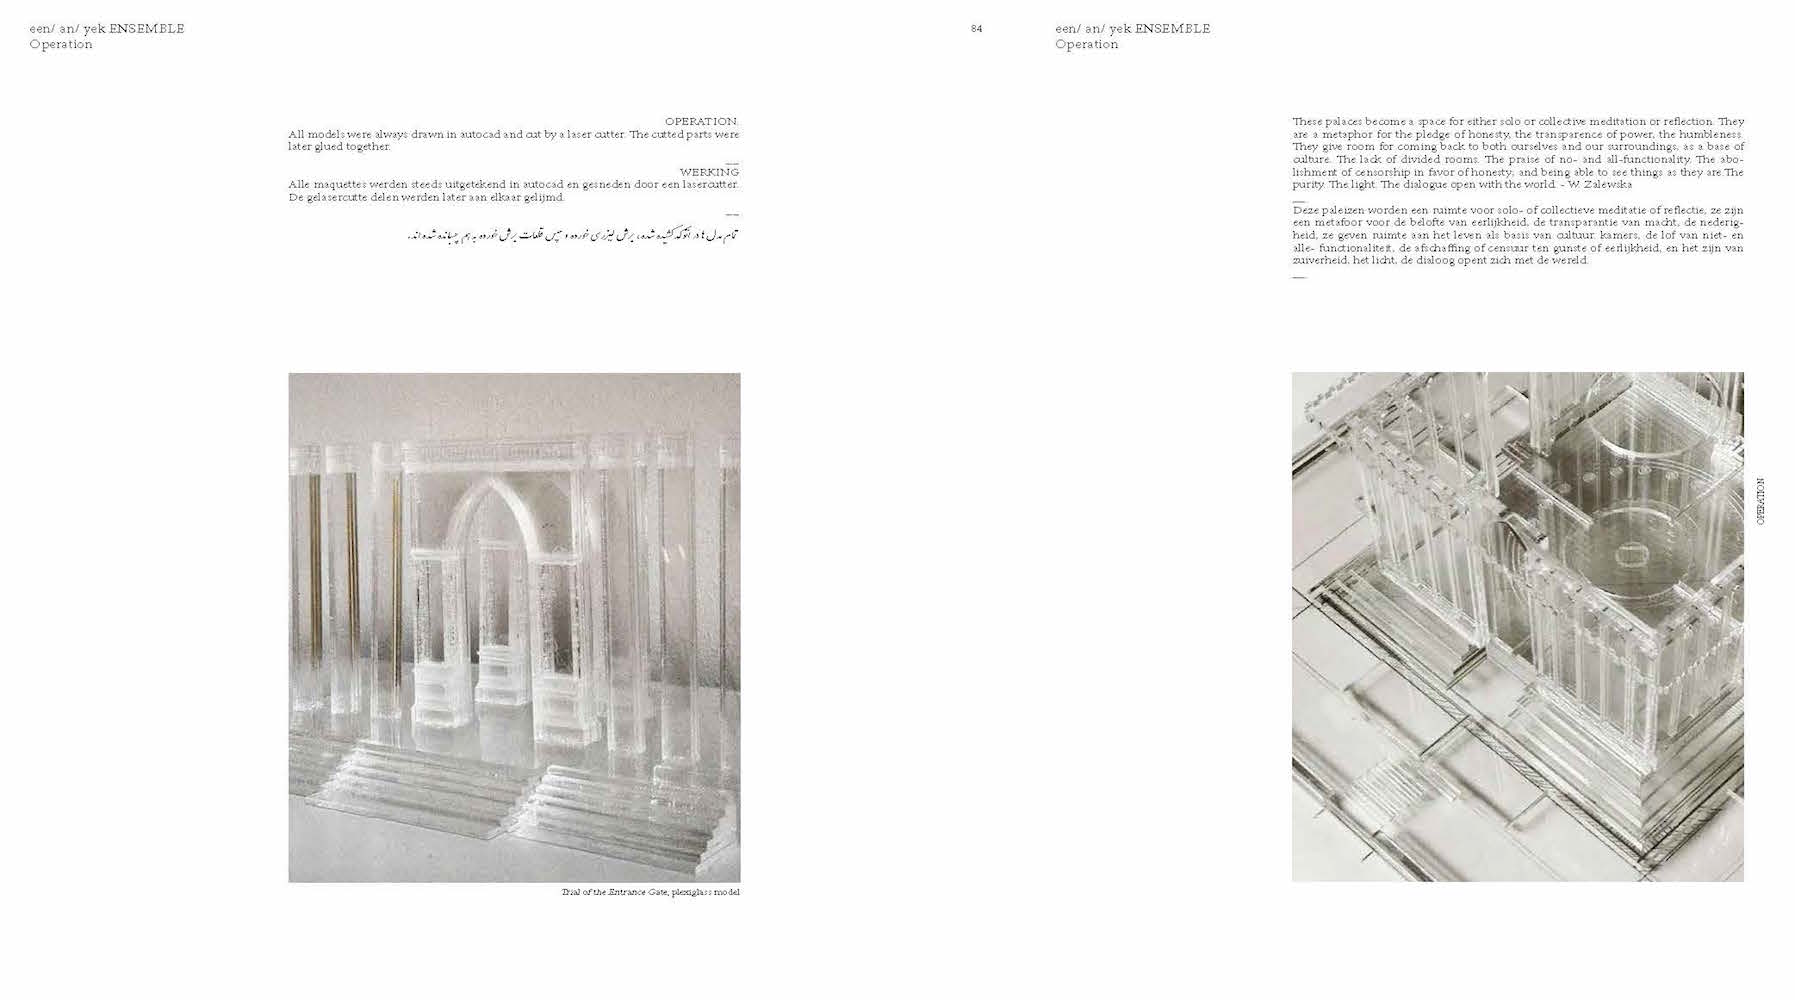 een/ an/ yek ENSEMBLE
Operation
OPERATION.
All models were always drawn in autocad and cut by a laser cutter. The cutted parts were
later glued together.
WERKING
Alle maquettes werden steeds uitgetekend in autocad en gesneden door een lasercutter.
De gelasercutte delen werden later aan elkaar gelijmd.
تمام مدل ها در اتوکد کشیده شده، برش لیزری خورده و سپس قطعات برش خورده به هم چسبانده شده اند.
Trial of the Entrance Gate, plexiglass model
84
een/ an/ yek ENSEMBLE
Operation
These palaces become a space for either solo or collective meditation or reflection. They
are a metaphor for the pledge of honesty, the transparence of power, the humbleness.
They give room for coming back to both ourselves and our surroundings, as a base of
culture. The lack of divided rooms. The praise of no- and all-functionality. The abo-
lishment of censorship in favor of honesty, and being able to see things as they are.The
purity. The light. The dialogue open with the world. - W. Zalewska
Deze paleizen worden een ruimte voor solo- of collectieve meditatie of reflectie, ze zijn
een metafoor voor de belofte van eerlijkheid, de transparantie van macht, de nederig-
heid, ze geven ruimte aan het leven als basis van cultuur. kamers, de lof van niet- en
alle- functionaliteit, de afschaffing of censuur ten gunste of eerlijkheid, en het zijn van
zuiverheid, het licht, de dialoog opent zich met de wereld.
OPERATION